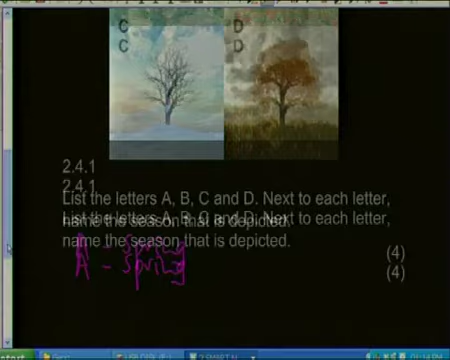 C D
C D
2.4.1
2.4.1
List the letters A, B, C and D. Next to each letter,
List the letters A, B, C and D. Next to each letter,
name the season that is depicted.
name the season that is depicted.
(4)
(4)
A - Spring